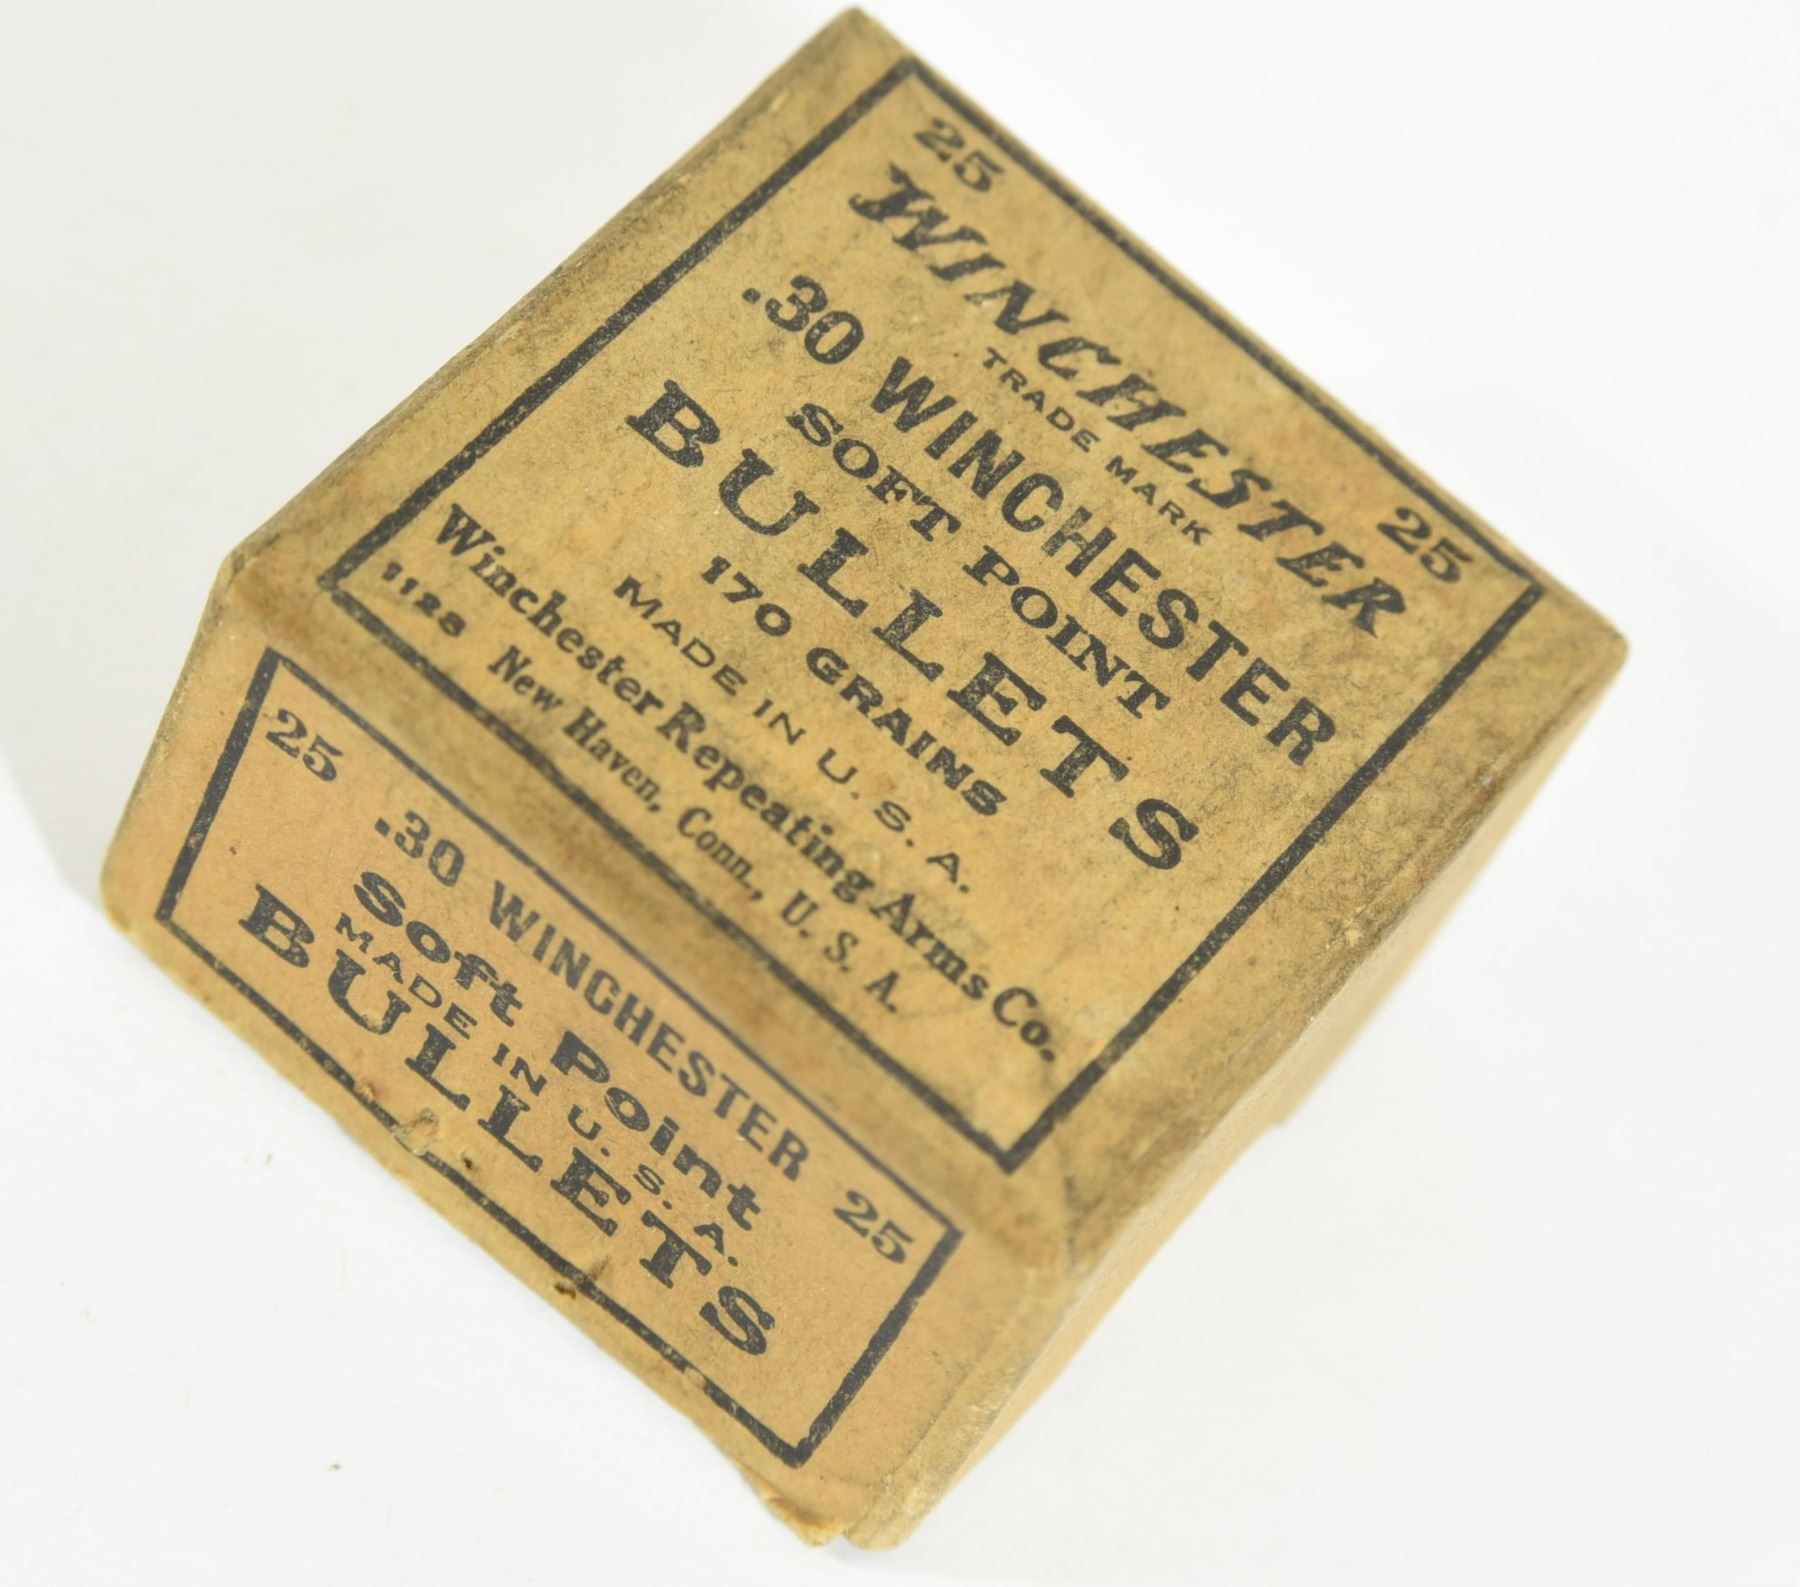 25 25
WINCHESTER
TRADE MARK
.30 WINCHESTER
SOFT POINT
BULLETS
170 GRAINS
MADE IN U.S.A.
Winchester Repeating Arms Co.
1128 New Haven, Conn., U.S.A.
25 25
.30 WINCHESTER
Soft Point
MADE IN U.S.A.
BULLETS